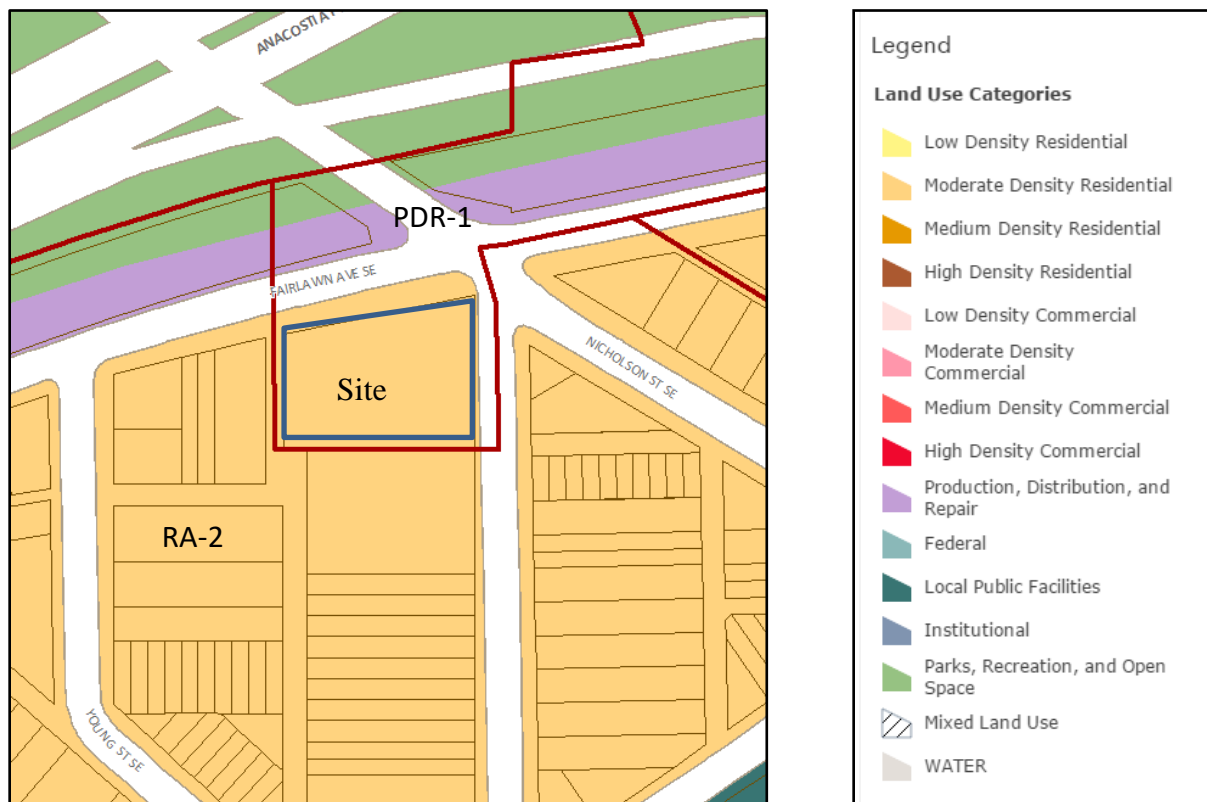 ANACOSTIA
PDR-1
FAIRLAWN AVE SE
NICHOLSON ST SE
Site
RA-2
YOUNG ST SE
Legend
Land Use Categories
Low Density Residential
Moderate Density Residential
Medium Density Residential
High Density Residential
Low Density Commercial
Moderate Density
Commercial
Medium Density Commercial
High Density Commercial
Production, Distribution, and
Repair
Federal
Local Public Facilities
Institutional
Parks, Recreation, and Open
Space
Mixed Land Use
WATER